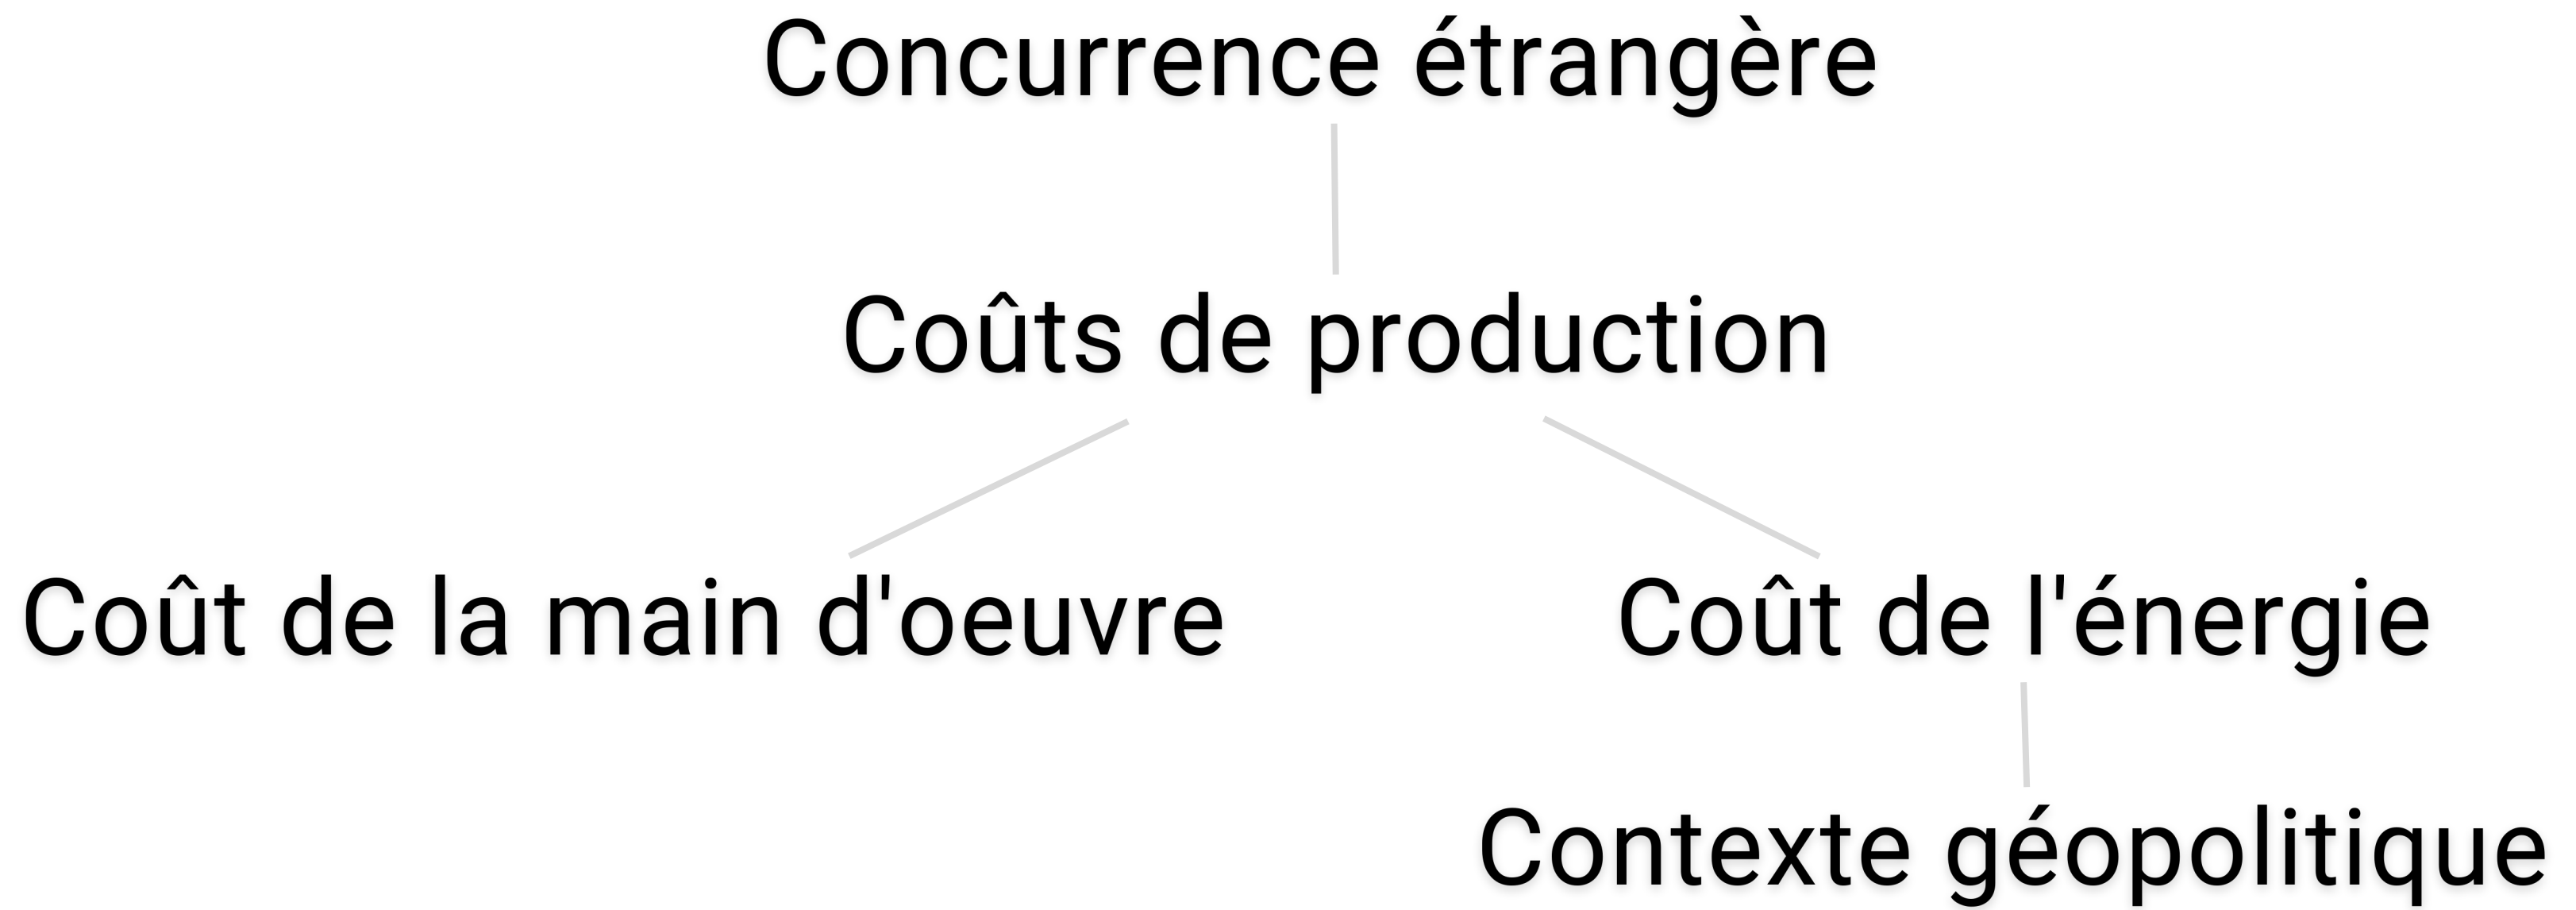 Concurrence étrangère
Coûts de production
Coût de la main d'oeuvre
Coût de l'énergie
Contexte géopolitique